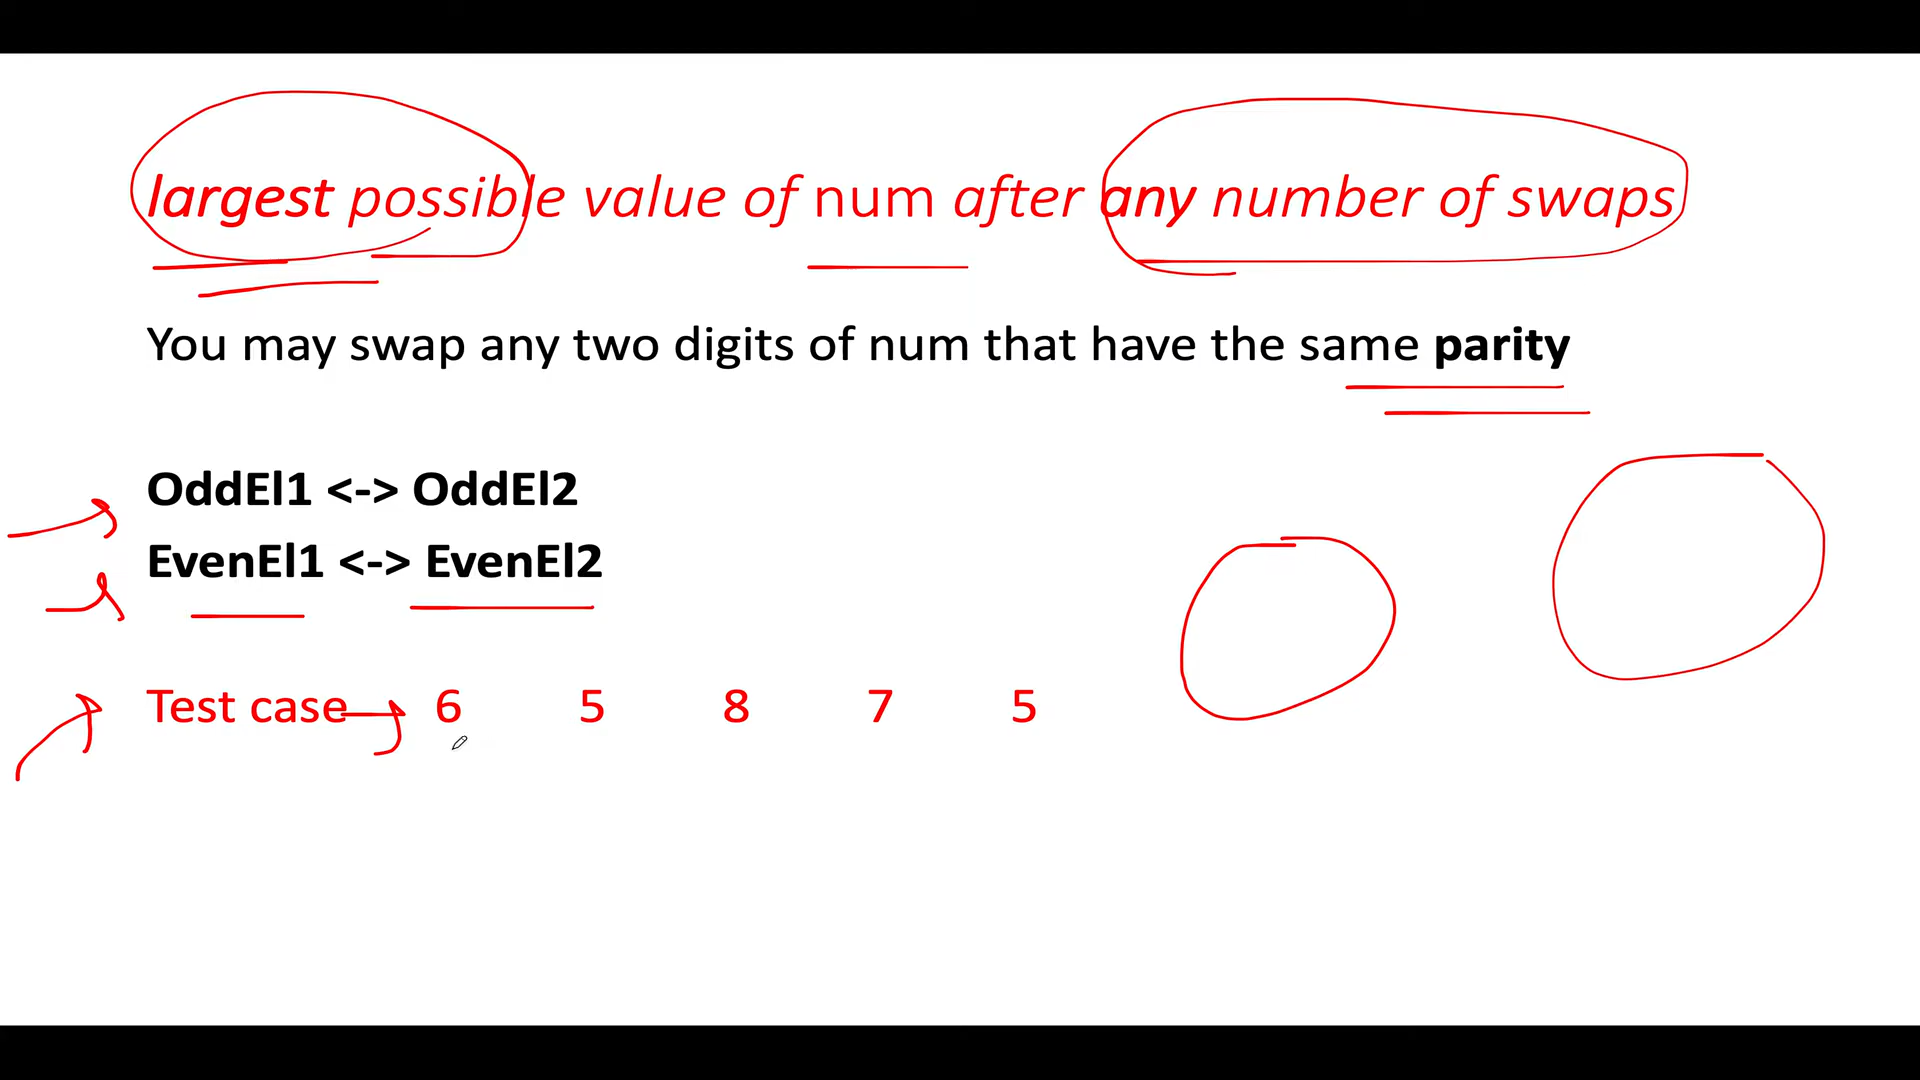 largest possible value of num after any number of swaps
You may swap any two digits of num that have the same parity
OddEl1 <-> OddEl2
EvenEl1 <-> EvenEl2
Test case 6 5 8 7 5